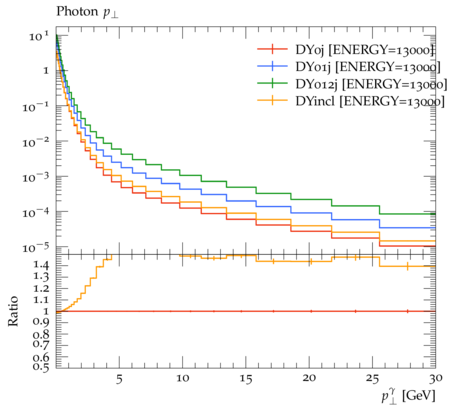 Photon p⊥
DY0j [ENERGY=13000]
DY01j [ENERGY=13000]
DY012j [ENERGY=13000]
DYincl [ENERGY=13000]
10^1
1
10^−1
10^−2
10^−3
10^−4
10^−5
1.4
1.3
1.2
1.1
1
0.9
0.8
0.7
0.6
0.5
Ratio
5 10 15 20 25 30
p⊥^γ [GeV]